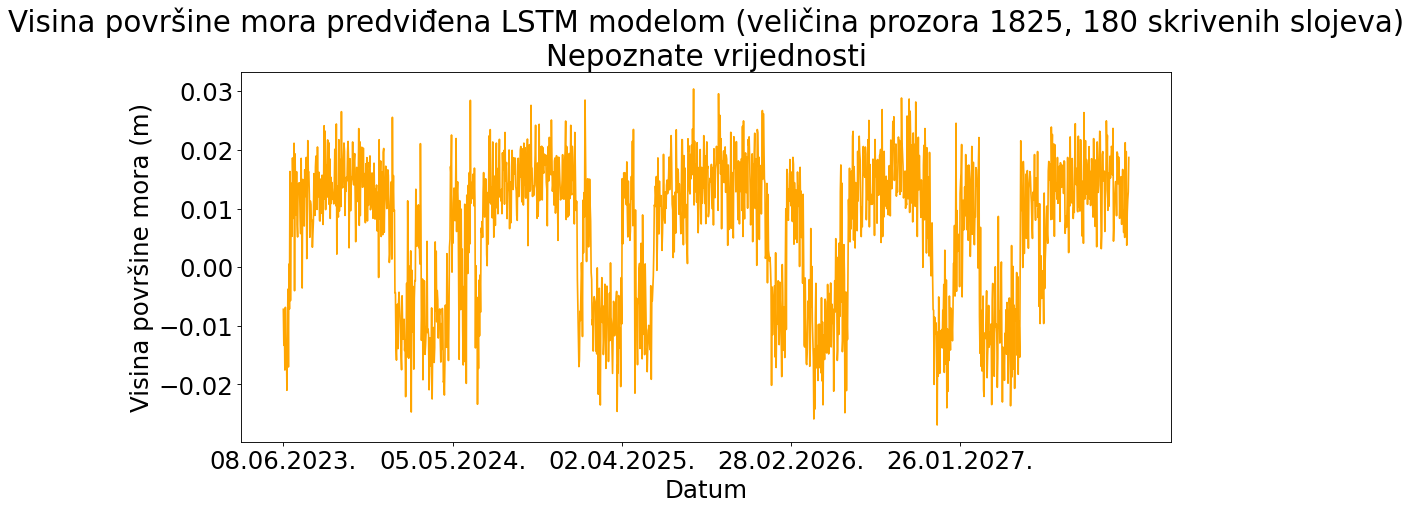 Visina površine mora predviđena LSTM modelom (veličina prozora 1825, 180 skrivenih slojeva)
Nepoznate vrijednosti
Visina površine mora (m)
0.03
0.02
0.01
0.00
−0.01
−0.02
08.06.2023.
05.05.2024.
02.04.2025.
28.02.2026.
26.01.2027.
Datum